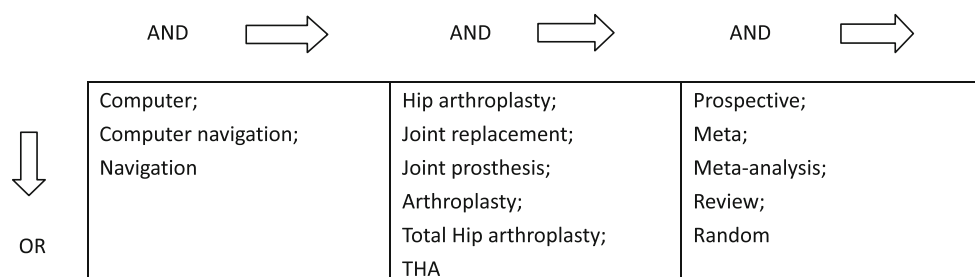 AND AND AND
Computer;
Computer navigation;
Navigation
Hip arthroplasty;
Joint replacement;
Joint prosthesis;
Arthroplasty;
Total Hip arthroplasty;
THA
Prospective;
Meta;
Meta-analysis;
Review;
Random
OR